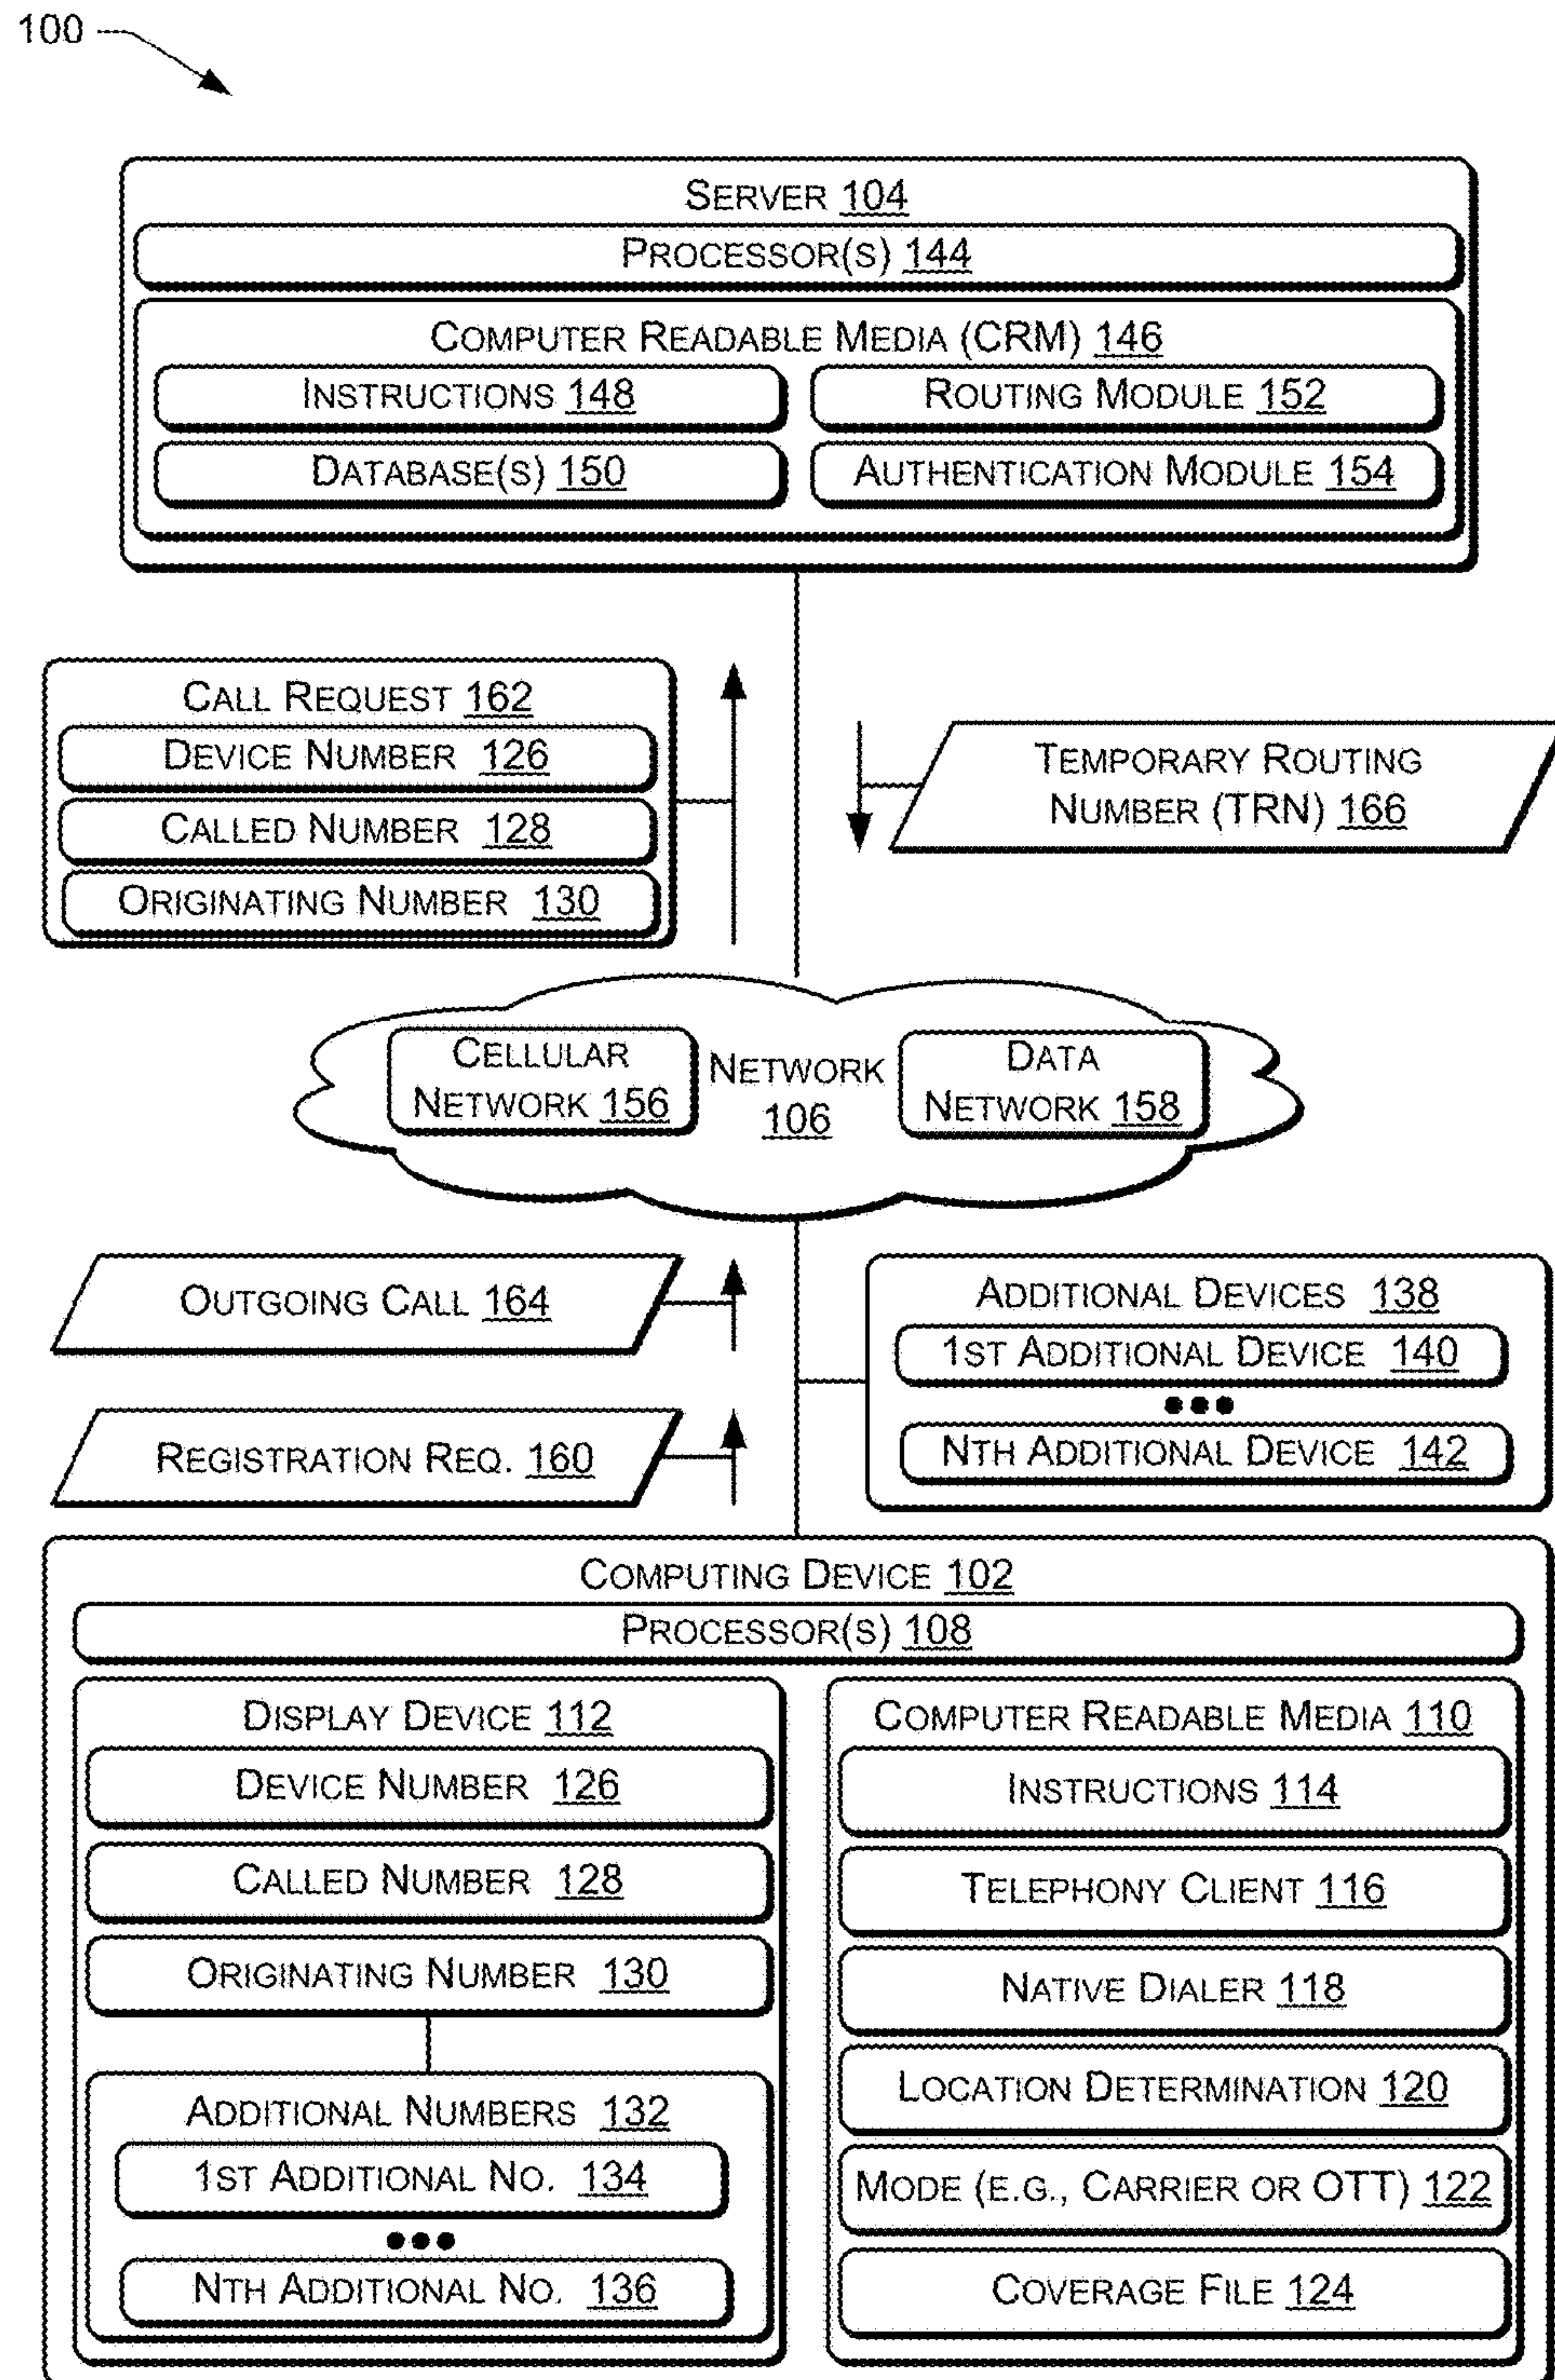 100
SERVER 104
PROCESSOR(S) 144
COMPUTER READABLE MEDIA (CRM) 146
INSTRUCTIONS 148
ROUTING MODULE 152
DATABASE(S) 150
AUTHENTICATION MODULE 154
CALL REQUEST 162
DEVICE NUMBER 126
CALLED NUMBER 128
ORIGINATING NUMBER 130
TEMPORARY ROUTING
NUMBER (TRN) 166
CELLULAR
NETWORK 156
NETWORK
106
DATA
NETWORK 158
OUTGOING CALL 164
REGISTRATION REQ. 160
ADDITIONAL DEVICES 138
1ST ADDITIONAL DEVICE 140
•••
NTH ADDITIONAL DEVICE 142
COMPUTING DEVICE 102
PROCESSOR(S) 108
DISPLAY DEVICE 112
DEVICE NUMBER 126
CALLED NUMBER 128
ORIGINATING NUMBER 130
ADDITIONAL NUMBERS 132
1ST ADDITIONAL NO. 134
•••
NTH ADDITIONAL NO. 136
COMPUTER READABLE MEDIA 110
INSTRUCTIONS 114
TELEPHONY CLIENT 116
NATIVE DIALER 118
LOCATION DETERMINATION 120
MODE (E.G., CARRIER OR OTT) 122
COVERAGE FILE 124